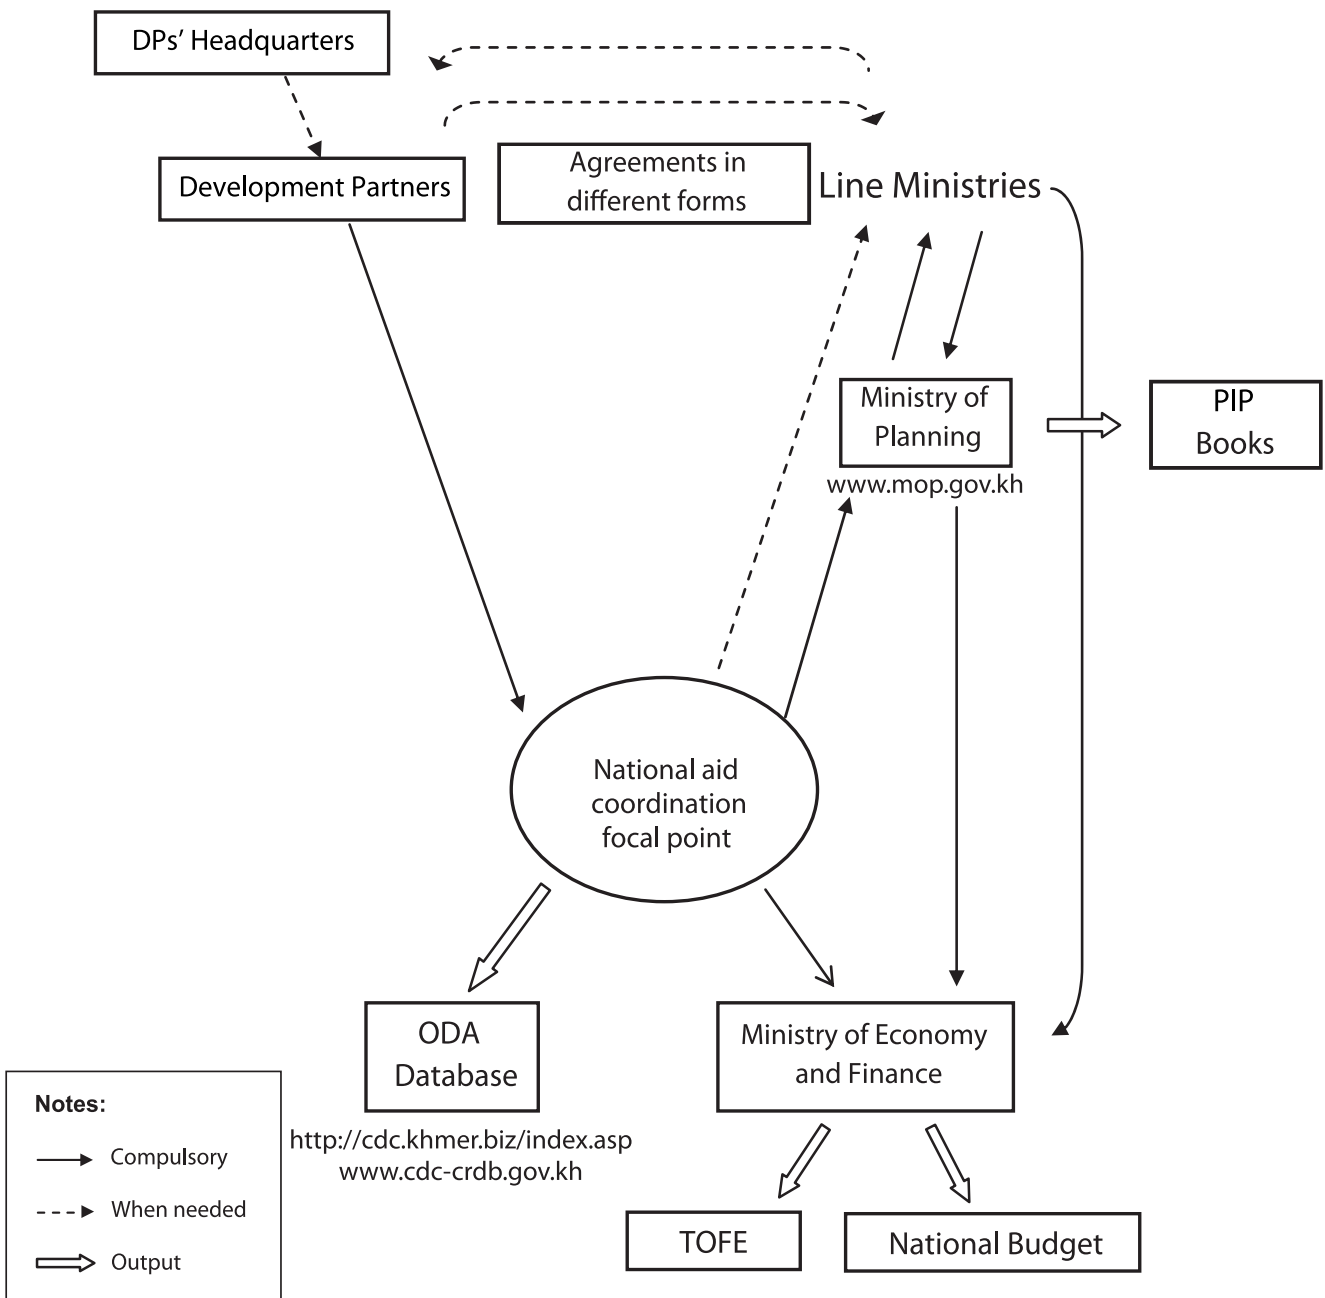 DPs’ Headquarters
Development Partners
Agreements in
different forms
Line Ministries
Ministry of
Planning
www.mop.gov.kh
PIP
Books
National aid
coordination
focal point
ODA
Database
http://cdc.khmer.biz/index.asp
www.cdc-crdb.gov.kh
Ministry of Economy
and Finance
TOFE
National Budget
Notes:
Compulsory
When needed
Output